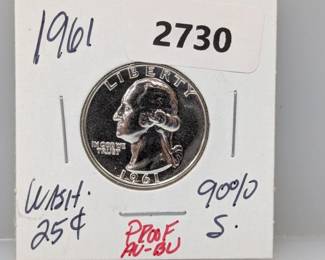 1961
2730
LIBERTY
IN GOD WE
TRUST
1961
WASH.
25¢
90%
S.
PROOF
AU-BU